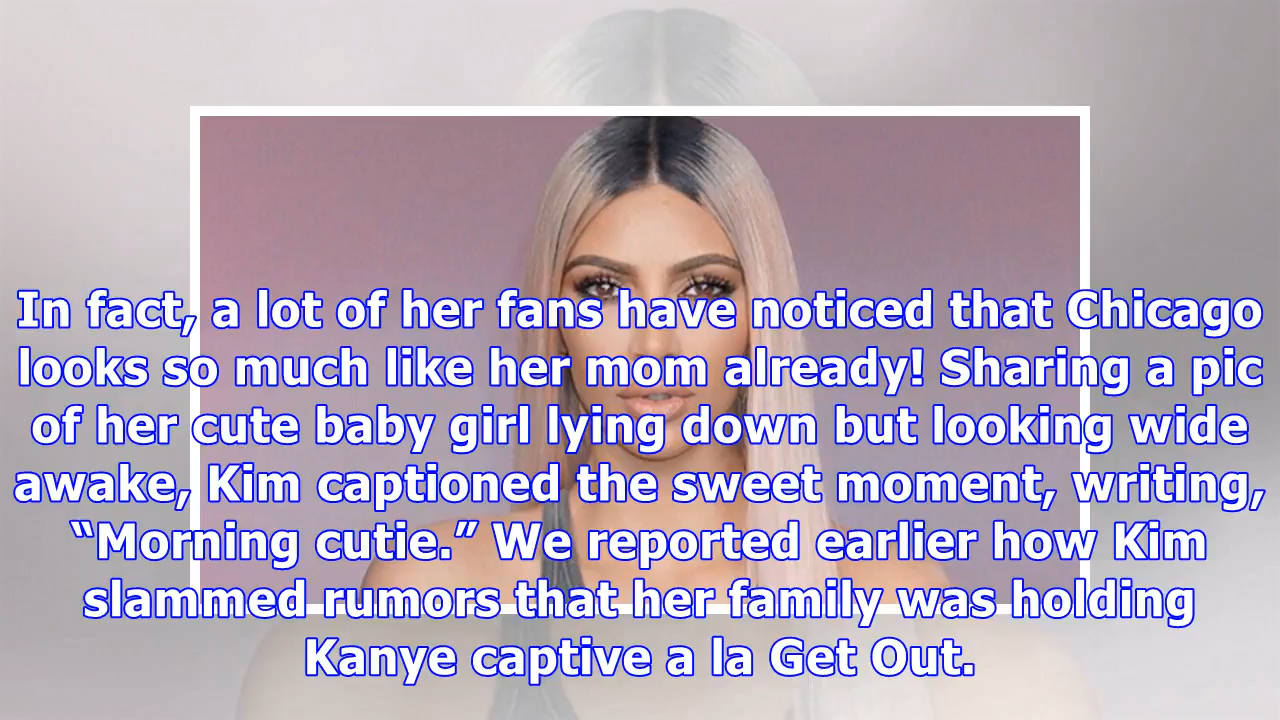 In fact, a lot of her fans have noticed that Chicago
looks so much like her mom already! Sharing a pic
of her cute baby girl lying down but looking wide
awake, Kim captioned the sweet moment, writing,
“Morning cutie.” We reported earlier how Kim
slammed rumors that her family was holding
Kanye captive a la Get Out.